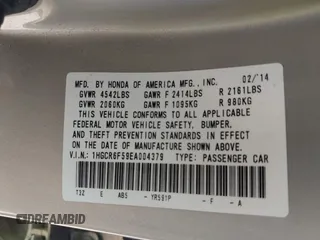 MFD. BY HONDA OF AMERICA MFG., INC. 02/14
GVWR 4542LBS GAWR F 2414LBS R 2161LBS
GVWR 2060KG GAWR F 1095KG R 980KG
THIS VEHICLE CONFORMS TO ALL APPLICABLE
FEDERAL MOTOR VEHICLE SAFETY, BUMPER,
AND THEFT PREVENTION STANDARDS IN EFFECT
ON THE DATE OF MANUFACTURE SHOWN ABOVE.
V.I.N.: 1HGCR6F59EA004379 TYPE: PASSENGER CAR
T32 E ABS - YR561P - F - A
DREAMBID